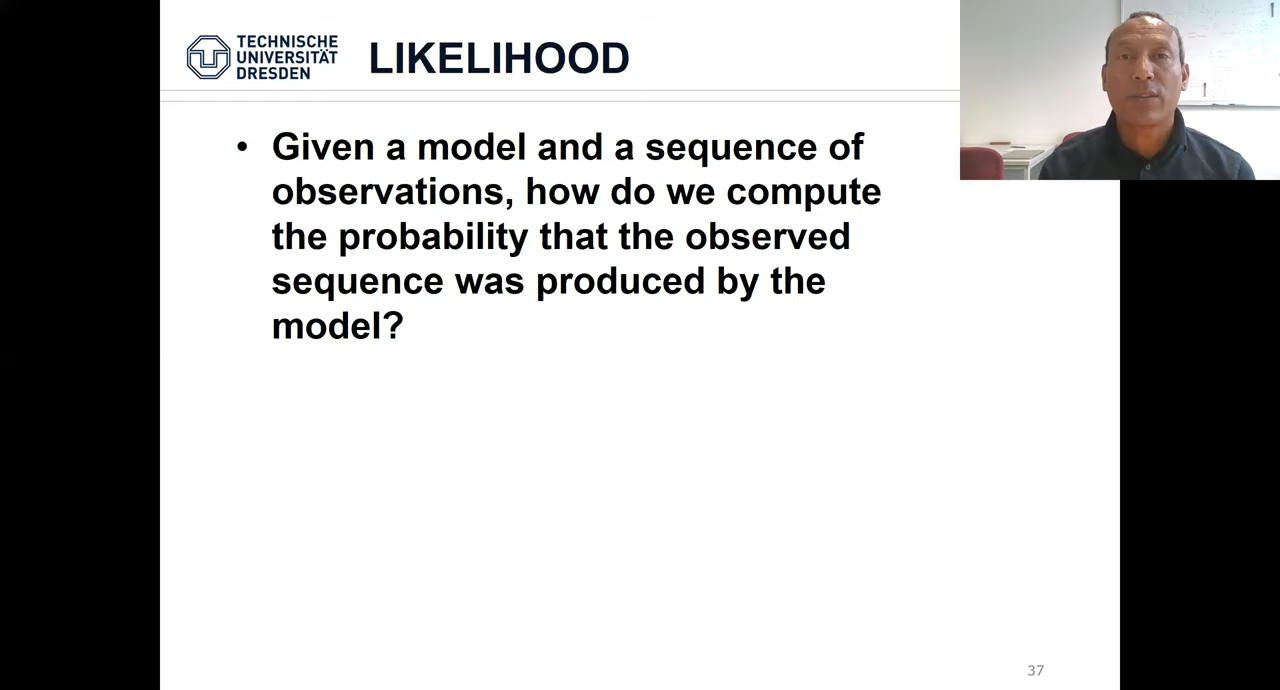 TECHNISCHE
UNIVERSITÄT
DRESDEN
LIKELIHOOD
• Given a model and a sequence of
observations, how do we compute
the probability that the observed
sequence was produced by the
model?
37